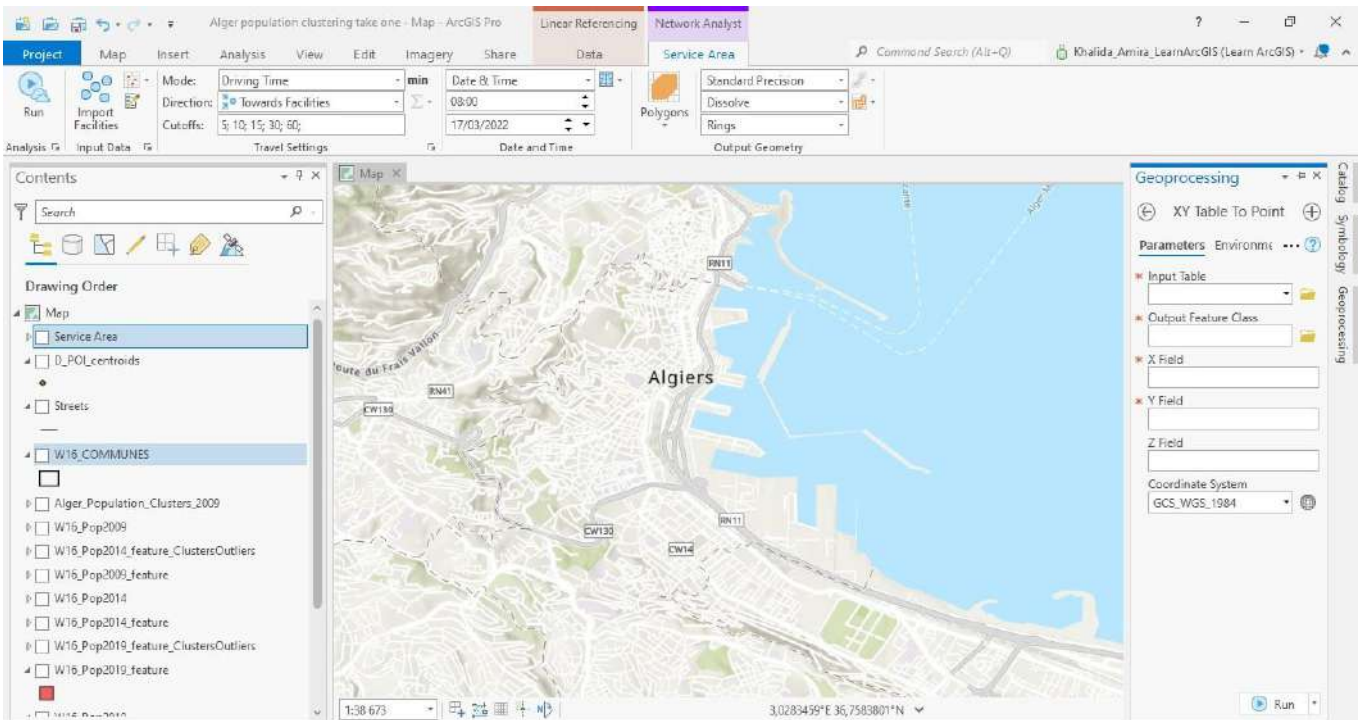 Alger population clustering take one - Map - ArcGIS Pro
Linear Referencing
Network Analyst
?
Project
Map
Insert
Analysis
View
Edit
Imagery
Share
Data
Service Area
Command Search (Alt+Q)
Khalida_Amira_LearnArcGIS (Learn ArcGIS)
Run
Import Facilities
Mode:
Driving Time
min
Direction:
Towards Facilities
Cutoffs:
5; 10; 15; 30; 60;
Date & Time
08:00
17/03/2022
Polygons
Standard Precision
Dissolve
Rings
Analysis
Input Data
Travel Settings
Date and Time
Output Geometry
Contents
Search
Drawing Order
Map
Service Area
D_POI_centroids
Streets
W16_COMMUNES
Alger_Population_Clusters_2009
W16_Pop2009
W16_Pop2014_feature_ClustersOutliers
W16_Pop2009_feature
W16_Pop2014
W16_Pop2014_feature
W16_Pop2019_feature_ClustersOutliers
W16_Pop2019_feature
Map
RN11
Route du Frais Vallon
RN41
CW130
Algiers
CW130
RN11
CW14
1:38 673
3,0283459°E 36,7583801°N
Geoprocessing
XY Table To Point
Parameters
Environme
?
* Input Table
* Output Feature Class
* X Field
* Y Field
Z Field
Coordinate System
GCS_WGS_1984
Run
Catalog
Symbology
Geoprocessing